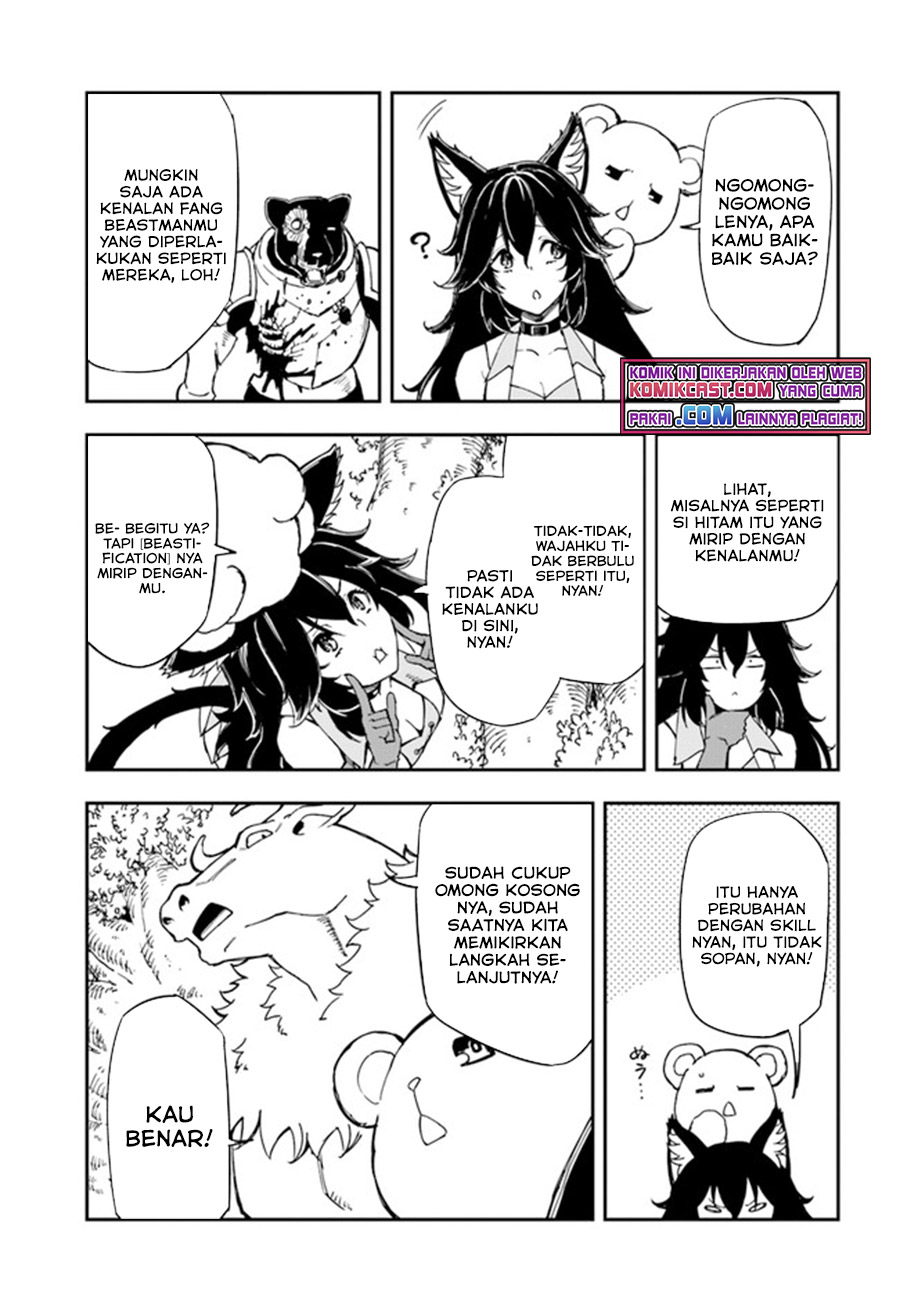 NGOMONG-
NGOMONG
LENYA, APA
KAMU BAIK-
BAIK SAJA?
?
MUNGKIN
SAJA ADA
KENALAN FANG
BEASTMANMU
YANG DIPERLA-
KUKAN SEPERTI
MEREKA, LOH!
KOMIK INI DIKERJAKAN OLEH WEB
KOMIKCAST.COM YANG CUMA
PAKAI .COM LAINNYA PLAGIAT!
LIHAT,
MISALNYA SEPERTI
SI HITAM ITU YANG
MIRIP DENGAN
KENALANMU!
TIDAK-TIDAK,
WAJAHKU TI-
DAK BERBULU
SEPERTI ITU,
NYAN!
PASTI
TIDAK ADA
KENALANKU
DI SINI,
NYAN!
BE- BEGITU YA?
TAPI [BEASTI-
FICATION] NYA
MIRIP DENGAN-
MU.
ITU HANYA
PERUBAHAN
DENGAN SKILL
NYAN, ITU TIDAK
SOPAN, NYAN!
ぬぅ…
SUDAH CUKUP
OMONG KOSONG
NYA, SUDAH
SAATNYA KITA
MEMIKIRKAN
LANGKAH SE-
LANJUTNYA!
KAU
BENAR!